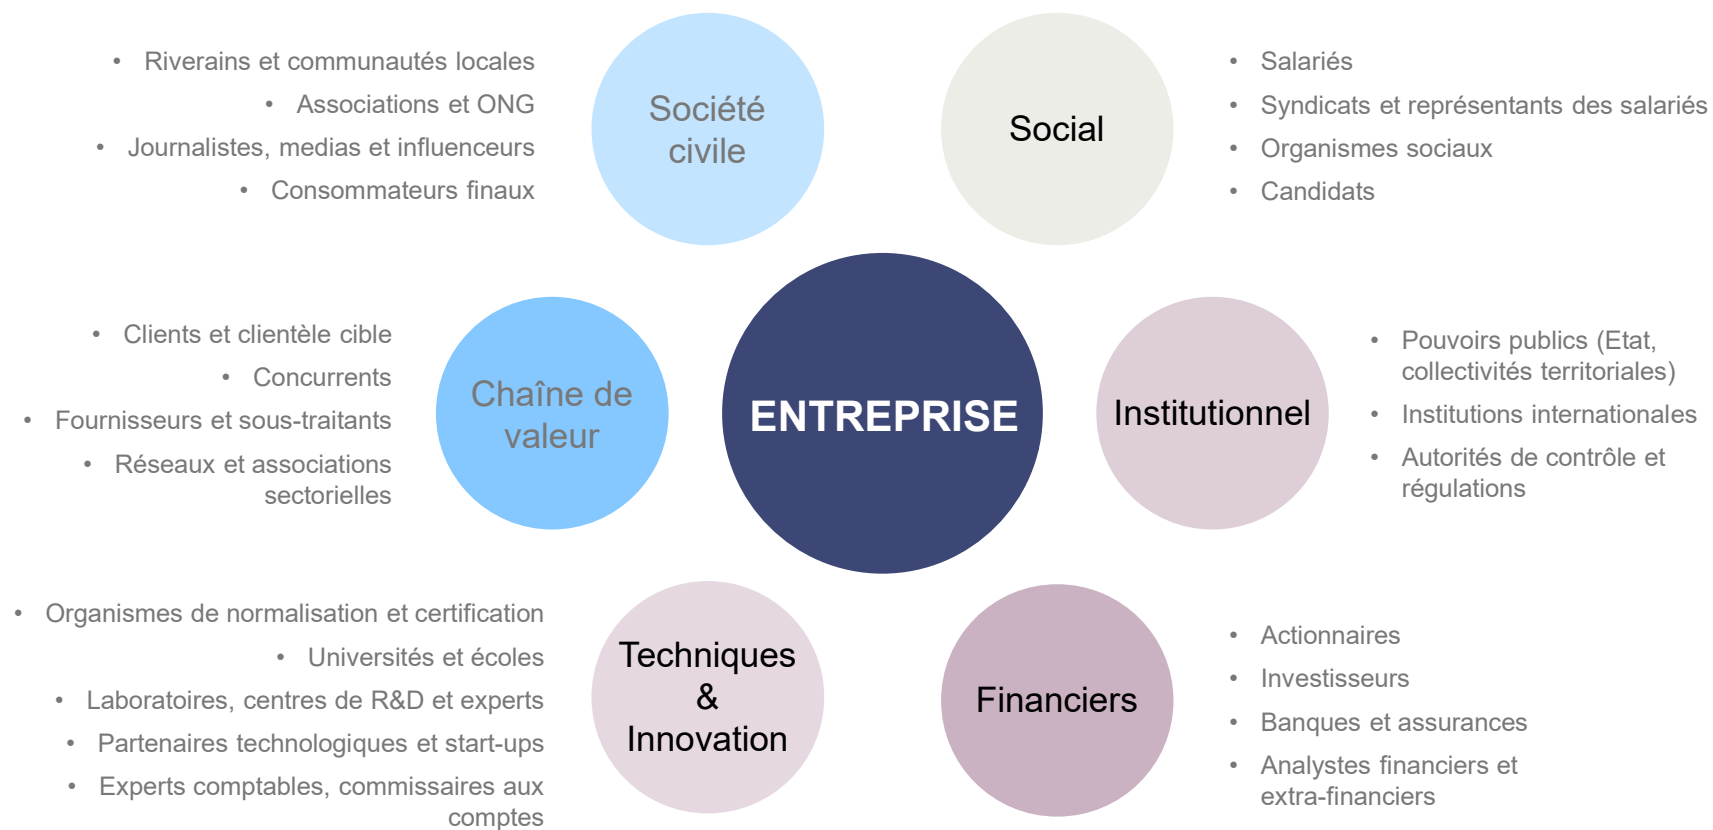 • Riverains et communautés locales
• Associations et ONG
• Journalistes, medias et influenceurs
• Consommateurs finaux
Société
civile
Social
• Salariés
• Syndicats et représentants des salariés
• Organismes sociaux
• Candidats
• Clients et clientèle cible
• Concurrents
• Fournisseurs et sous-traitants
• Réseaux et associations
sectorielles
Chaîne de
valeur
ENTREPRISE
Institutionnel
• Pouvoirs publics (Etat,
collectivités territoriales)
• Institutions internationales
• Autorités de contrôle et
régulations
• Organismes de normalisation et certification
• Universités et écoles
• Laboratoires, centres de R&D et experts
• Partenaires technologiques et start-ups
• Experts comptables, commissaires aux
comptes
Techniques
&
Innovation
Financiers
• Actionnaires
• Investisseurs
• Banques et assurances
• Analystes financiers et
extra-financiers